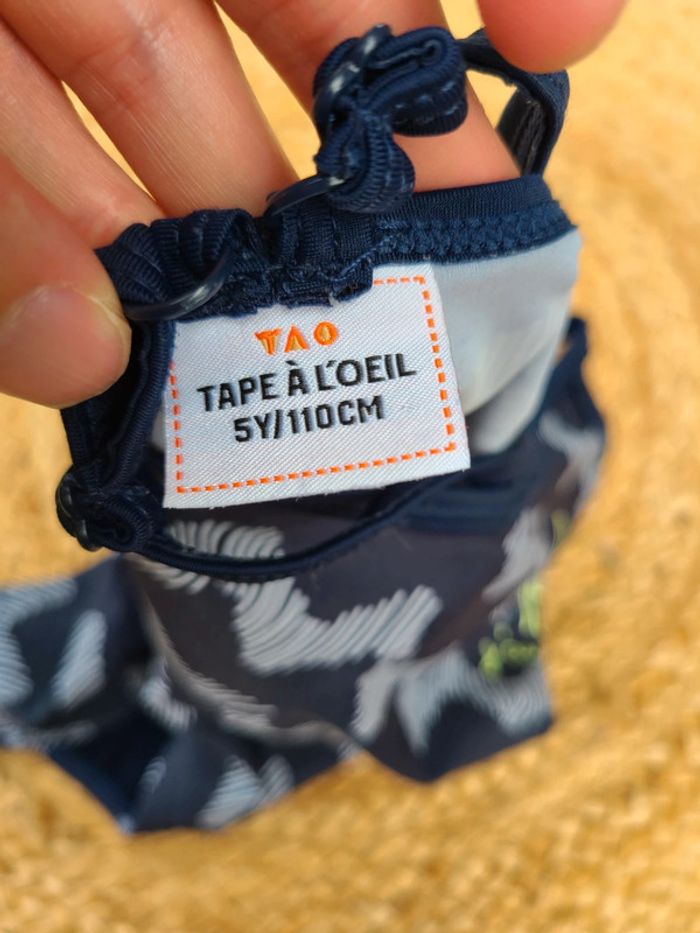 TAO
TAPE À L'OEIL
5Y/110CM